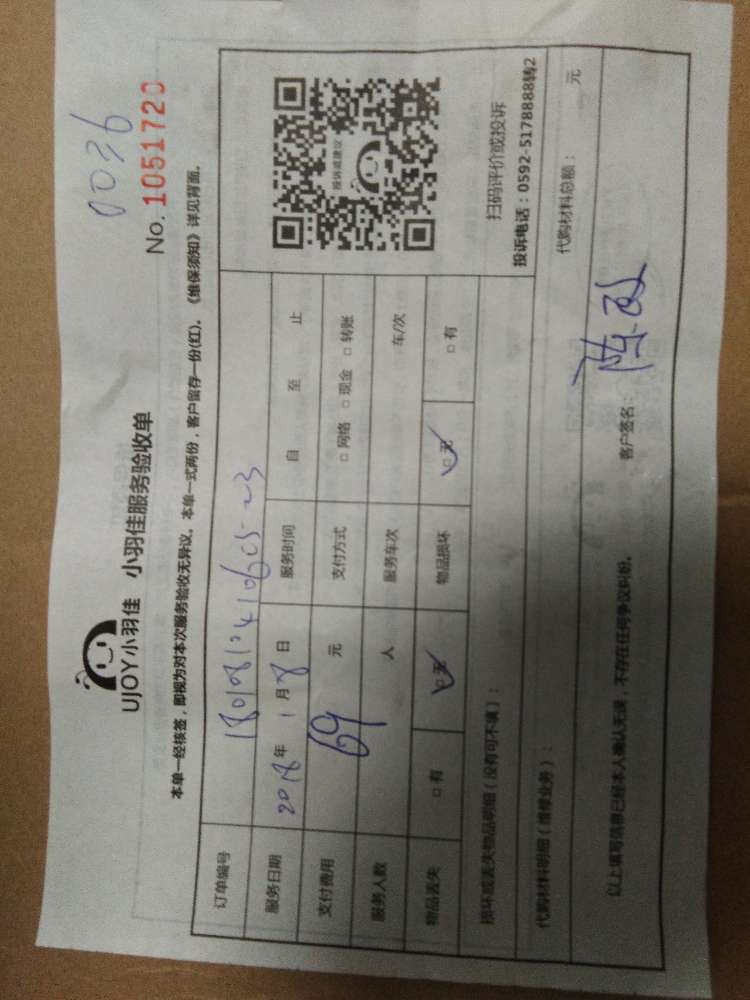 0036
No. 1051720
UJOY小羽佳 小羽佳服务验收单
本单一经核签，即视为对本次服务验收无异议。本单一式两份，客户留存一份(红)。《维保须知》详见背面。
订单编号
服务日期 2018年 1月 8日 服务时间 自 至 止
支付费用 69 元 支付方式 □ 网络 □ 现金 □ 转账
服务人数 人 服务车次 车/次
物品丢失 □ 有 □ 无 物品损坏 □ 无 □ 有
投诉或建议
扫码评价或投诉
投诉电话：0592-5178888转2
损坏或丢失物品明细（没有可不填）：
代购材料明细（维修业务）： 代购材料总额： 元
以上填写信息已经本人确认无误，不存在任何争议纠纷。 客户签名：